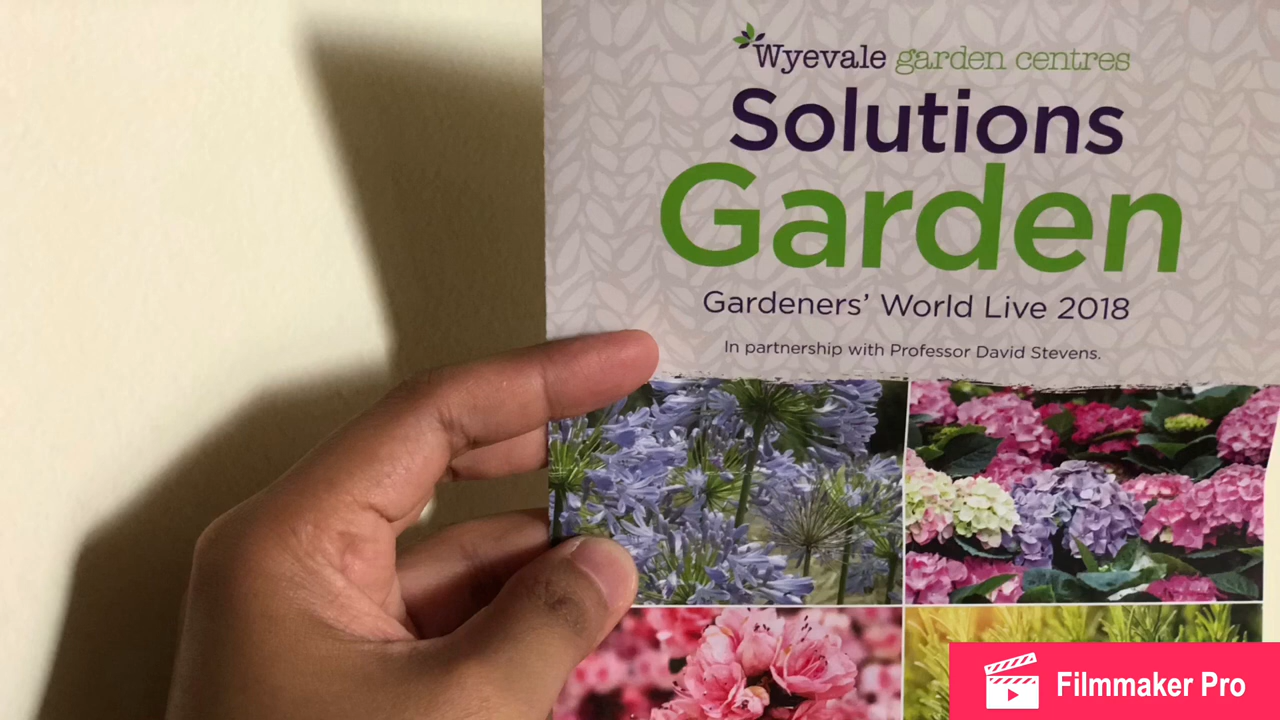 Wyevale garden centres
Solutions
Garden
Gardeners' World Live 2018
In partnership with Professor David Stevens.
Filmmaker Pro